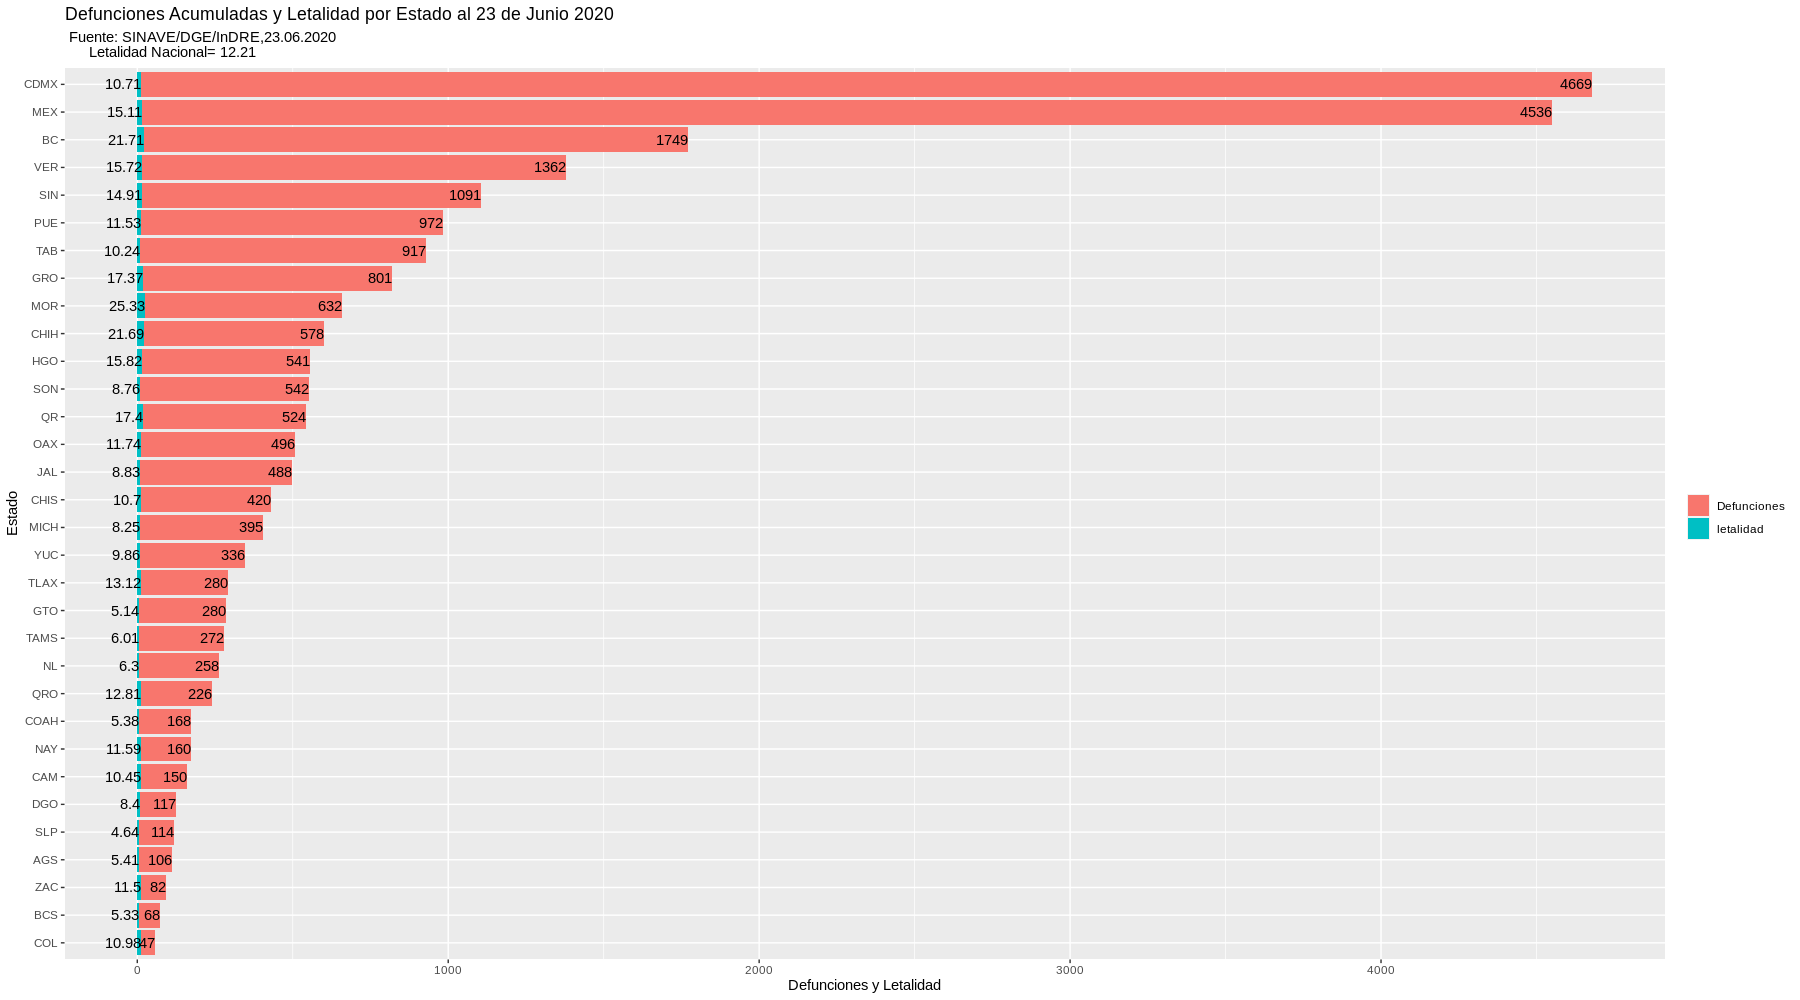 Defunciones Acumuladas y Letalidad por Estado al 23 de Junio 2020
Fuente: SINAVE/DGE/InDRE,23.06.2020
Letalidad Nacional= 12.21
CDMX 10.71 4669
MEX 15.11 4536
BC 21.71 1749
VER 15.72 1362
SIN 14.91 1091
PUE 11.53 972
TAB 10.24 917
GRO 17.37 801
MOR 25.33 632
CHIH 21.69 578
HGO 15.82 541
SON 8.76 542
QR 17.4 524
OAX 11.74 496
JAL 8.83 488
CHIS 10.7 420
MICH 8.25 395
YUC 9.86 336
TLAX 13.12 280
GTO 5.14 280
TAMS 6.01 272
NL 6.3 258
QRO 12.81 226
COAH 5.38 168
NAY 11.59 160
CAM 10.45 150
DGO 8.4 117
SLP 4.64 114
AGS 5.41 106
ZAC 11.5 82
BCS 5.33 68
COL 10.98 47
0 1000 2000 3000 4000
Defunciones y Letalidad
Estado
Defunciones
letalidad